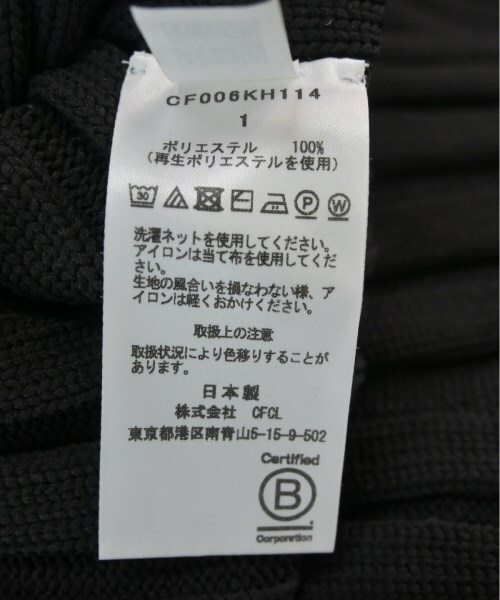 CF006KH114
1
ポリエステル 100%
(再生ポリエステルを使用)
30
P W
洗濯ネットを使用してください。
アイロンは当て布を使用してくだ
さい。
生地の風合いを損なわない様、ア
イロンは軽くおかけください。
取扱上の注意
取扱状況により色移りすることが
あります。
日本製
株式会社 CFCL
東京都港区南青山5-15-9-502
Certified
B
Corporation